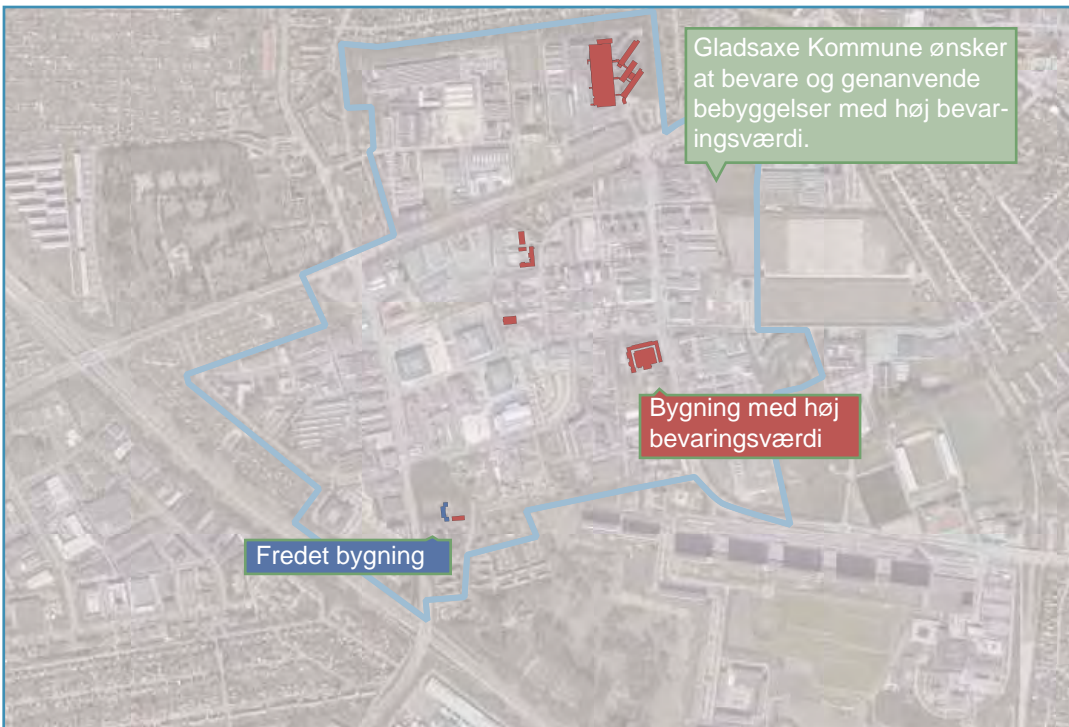 Gladsaxe Kommune ønsker
at bevare og genanvende
bebyggelser med høj bevar-
ingsværdi.
Bygning med høj
bevaringsværdi
Fredet bygning